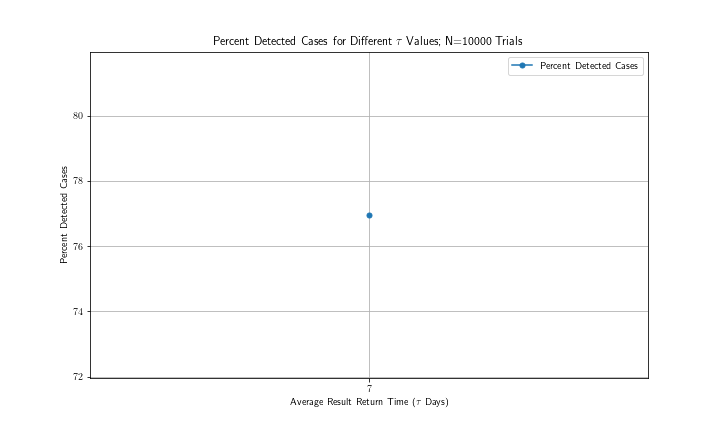 Percent Detected Cases for Different τ Values; N=10000 Trials
Percent Detected Cases
80
78
76
74
72
Percent Detected Cases
7
Average Result Return Time (τ Days)